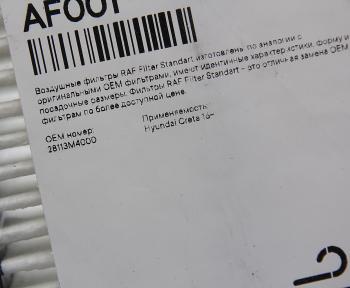 AF001
Воздушные фильтры RAF Filter Standart изготовлены по аналогии с
оригинальными OEM фильтрами, имеют идентичные характеристики, форму и
посадочные размеры. Фильтры RAF Filter Standart - это отличная замена OEM
фильтрам по более доступной цене.
OEM номер:
28113M4000
Применяемость:
Hyundai Creta 16-